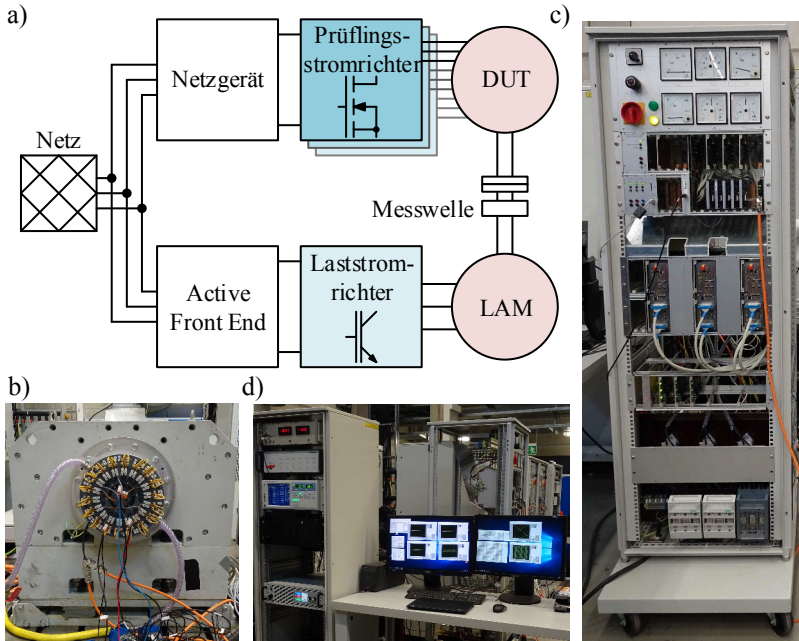 a)
Netz
Netzgerät
Prüflings-
stromrichter
DUT
Messwelle
Active
Front End
Laststrom-
richter
LAM
b)
c)
d)